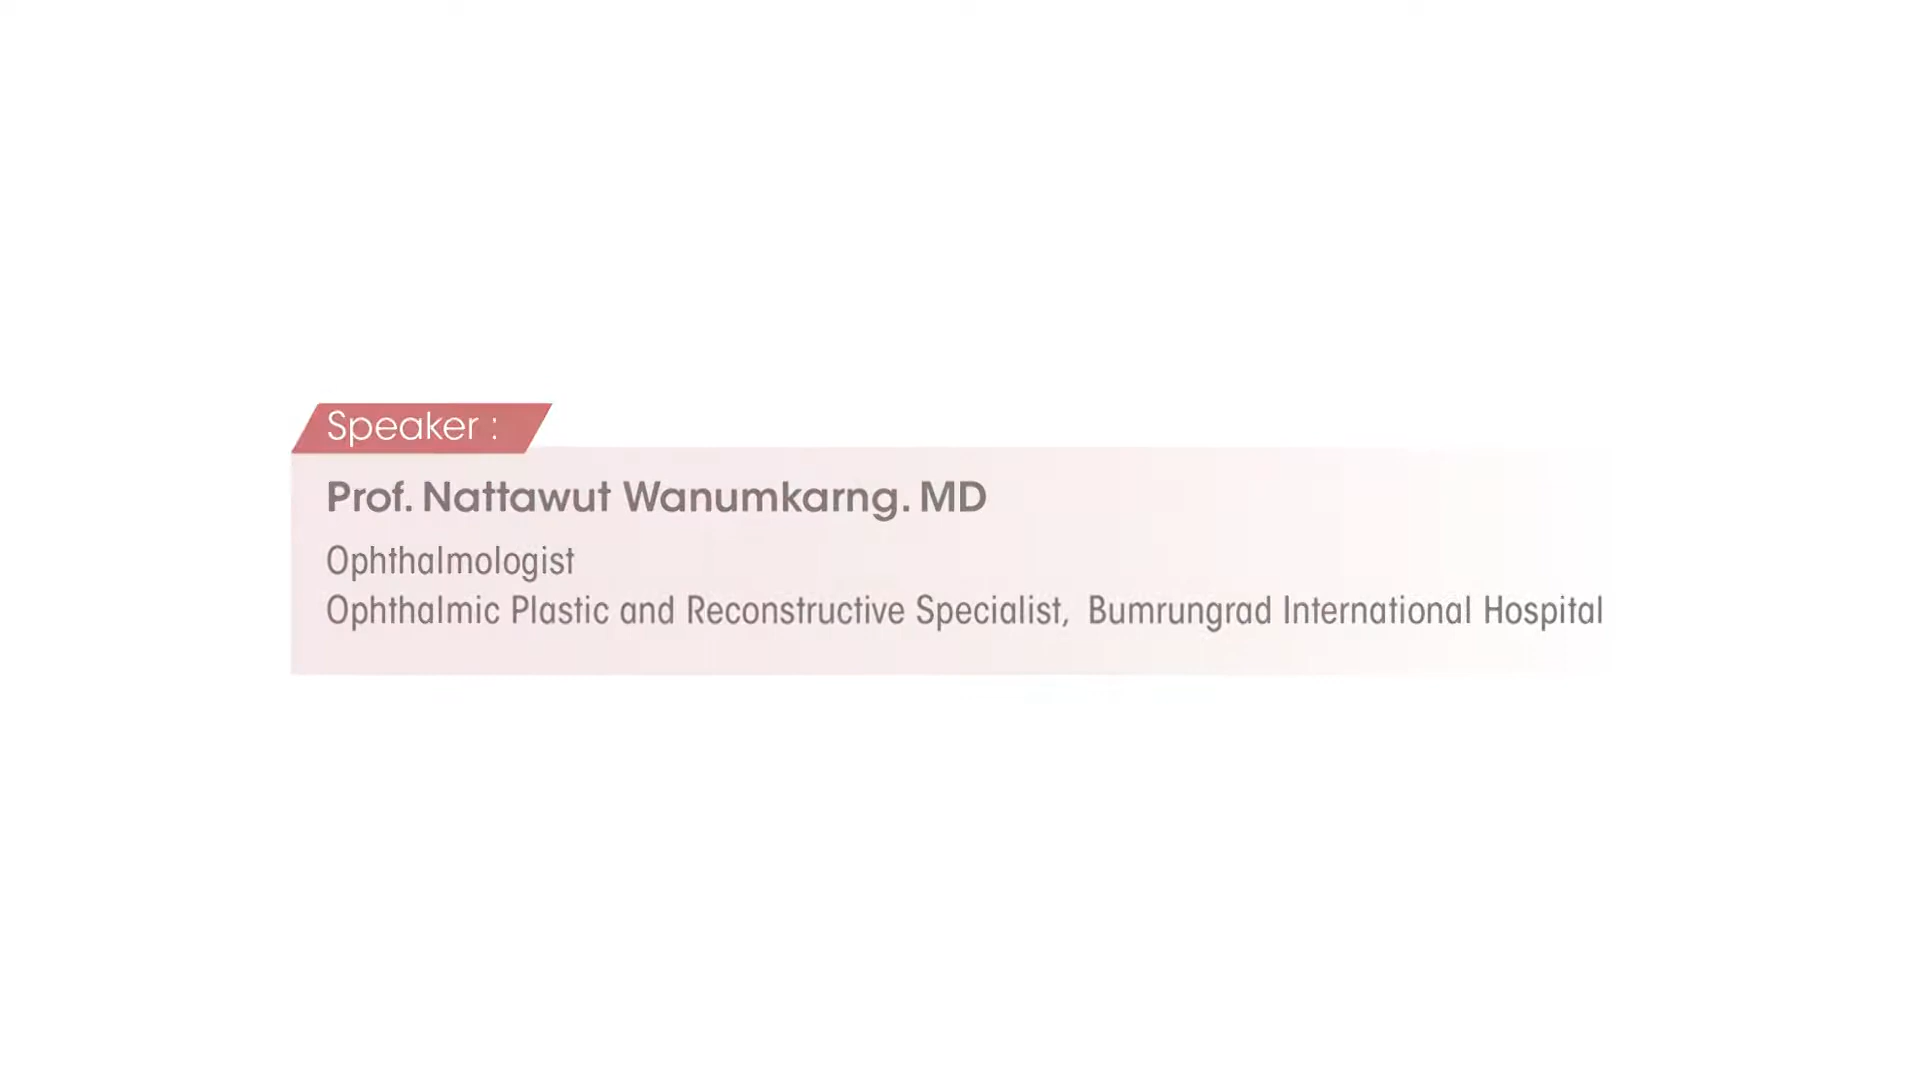 Speaker :
Prof. Nattawut Wanumkarng. MD
Ophthalmologist
Ophthalmic Plastic and Reconstructive Specialist, Bumrungrad International Hospital